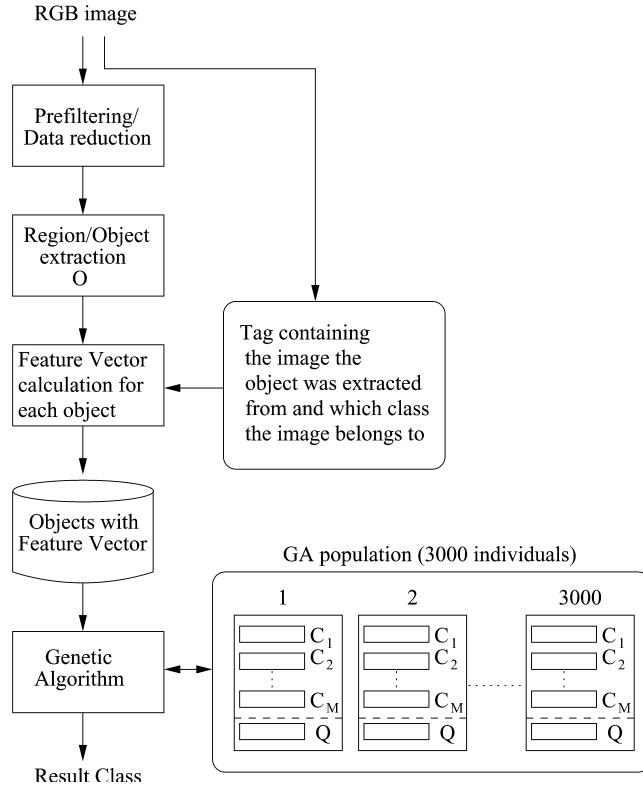 RGB image
Prefiltering/
Data reduction
Region/Object
extraction
O
Tag containing
the image the
object was extracted
from and which class
the image belongs to
Feature Vector
calculation for
each object
Objects with
Feature Vector
GA population (3000 individuals)
1 2 3000
C1 C1 C1
C2 C2 C2
CM CM CM
Q Q Q
Genetic
Algorithm
Result Class